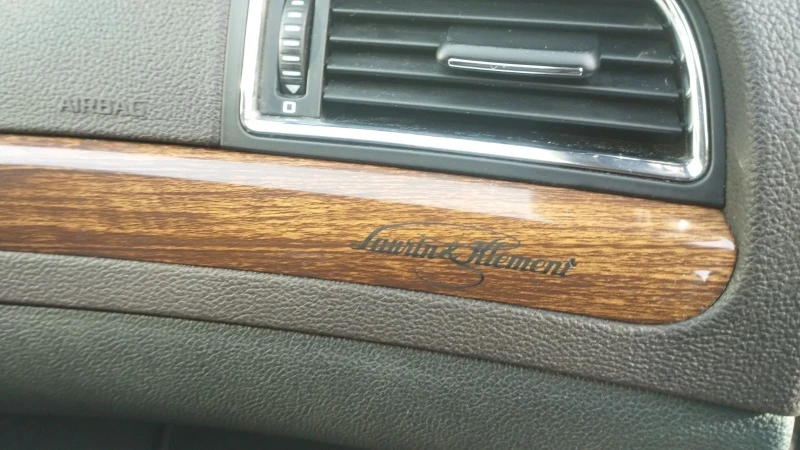 AIRBAG
Laurin & Klement